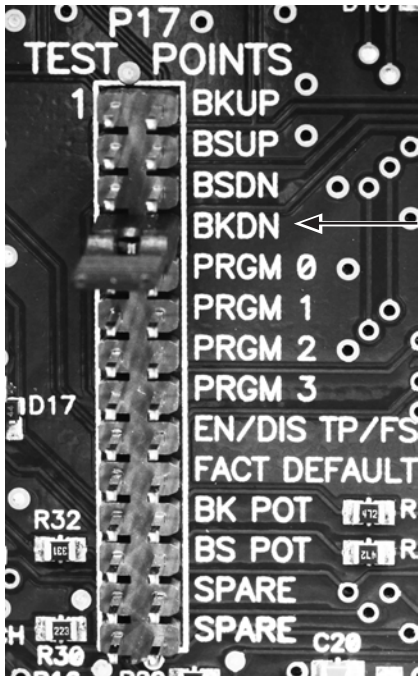 P17
TEST POINTS
1 BKUP
BSUP
BSDN
BKDN
PRGM 0
PRGM 1
PRGM 2
PRGM 3
D17
EN/DIS TP/FS
FACT DEFAULT
BK POT
R32
331
BS POT
472
SPARE
SPARE
223
R30
C20